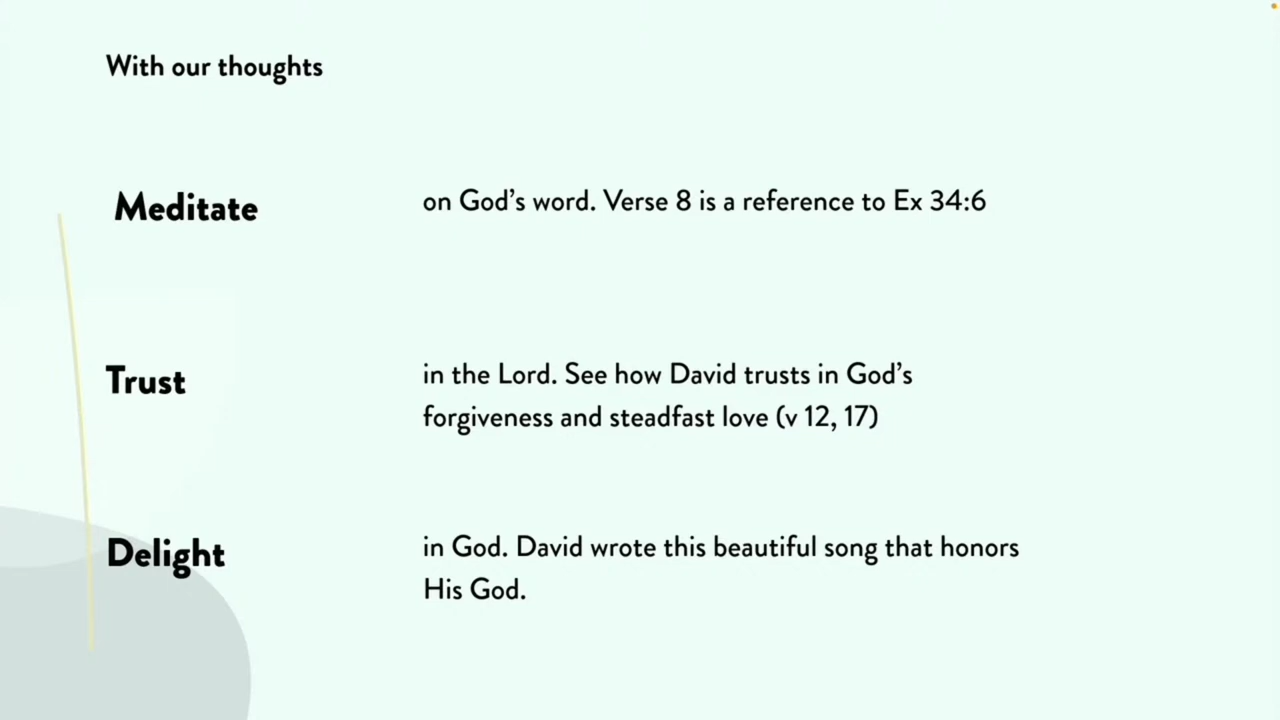 With our thoughts
Meditate
on God's word. Verse 8 is a reference to Ex 34:6
Trust
in the Lord. See how David trusts in God's
forgiveness and steadfast love (v 12, 17)
Delight
in God. David wrote this beautiful song that honors
His God.